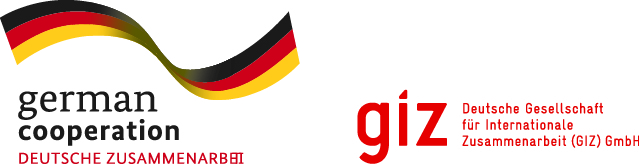 german
cooperation
DEUTSCHE ZUSAMMENARBEIT
giz
Deutsche Gesellschaft
für Internationale
Zusammenarbeit (GIZ) GmbH